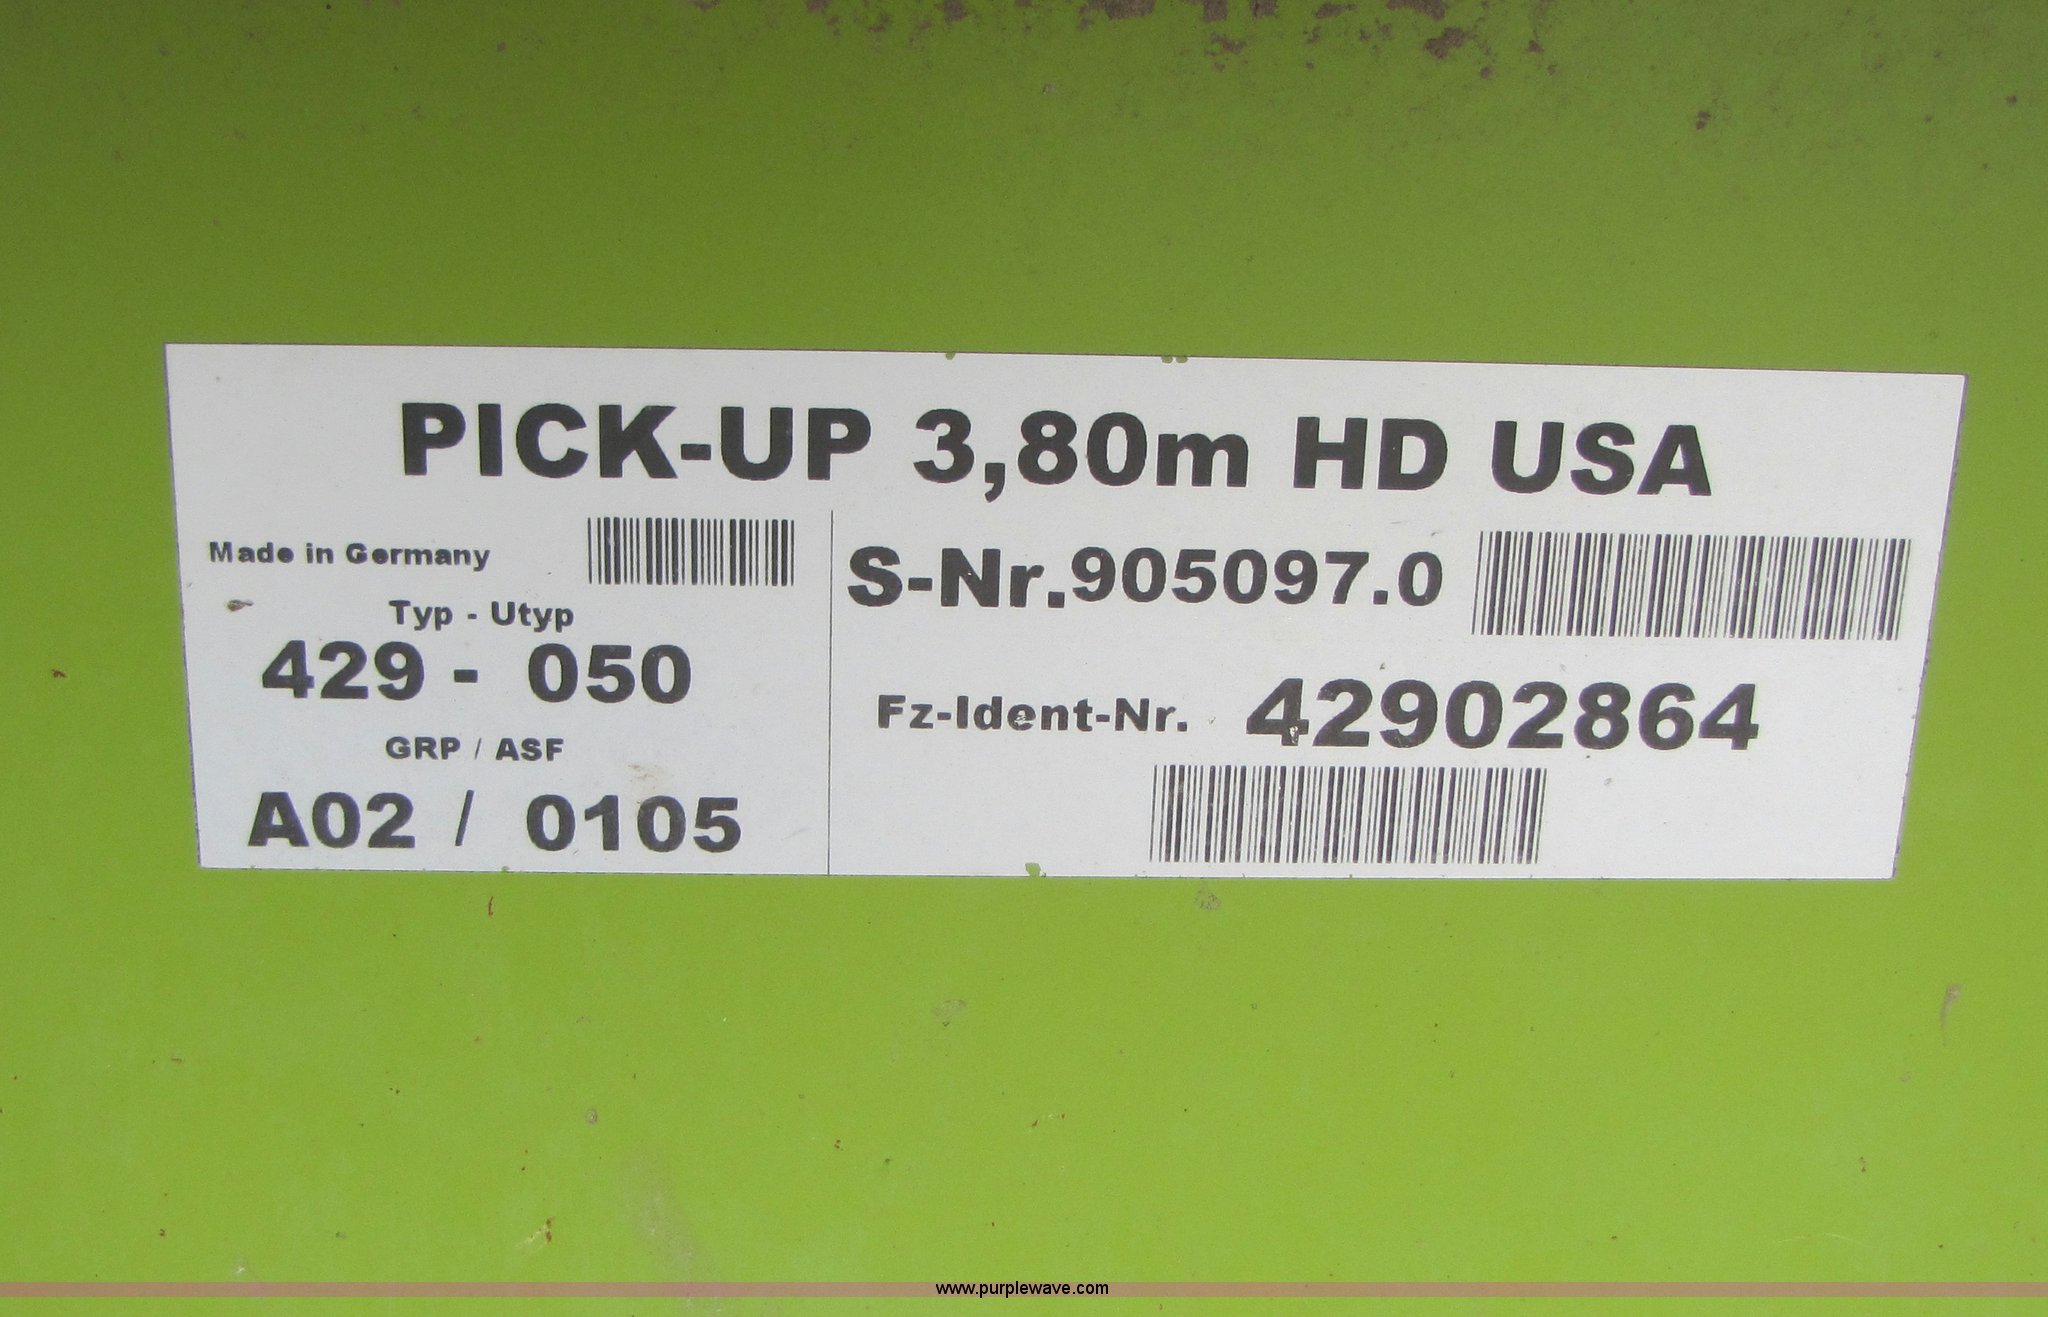 PICK-UP 3,80m HD USA
Made in Germany
Typ - Utyp
429 - 050
GRP / ASF
A02 / 0105
S-Nr.905097.0
Fz-Ident-Nr. 42902864
www.purplewave.com